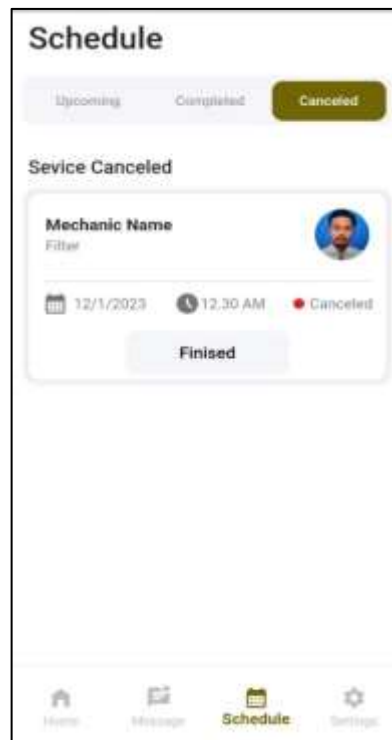 Schedule
Upcoming Completed Canceled
Sevice Canceled
Mechanic Name
Filter
12/1/2023 12.30 AM Canceled
Finised
Home Message Schedule Settings